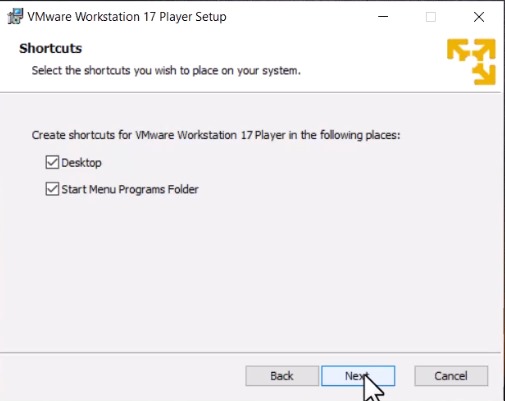 VMware Workstation 17 Player Setup
Shortcuts
Select the shortcuts you wish to place on your system.
Create shortcuts for VMware Workstation 17 Player in the following places:
Desktop
Start Menu Programs Folder
Back Next Cancel